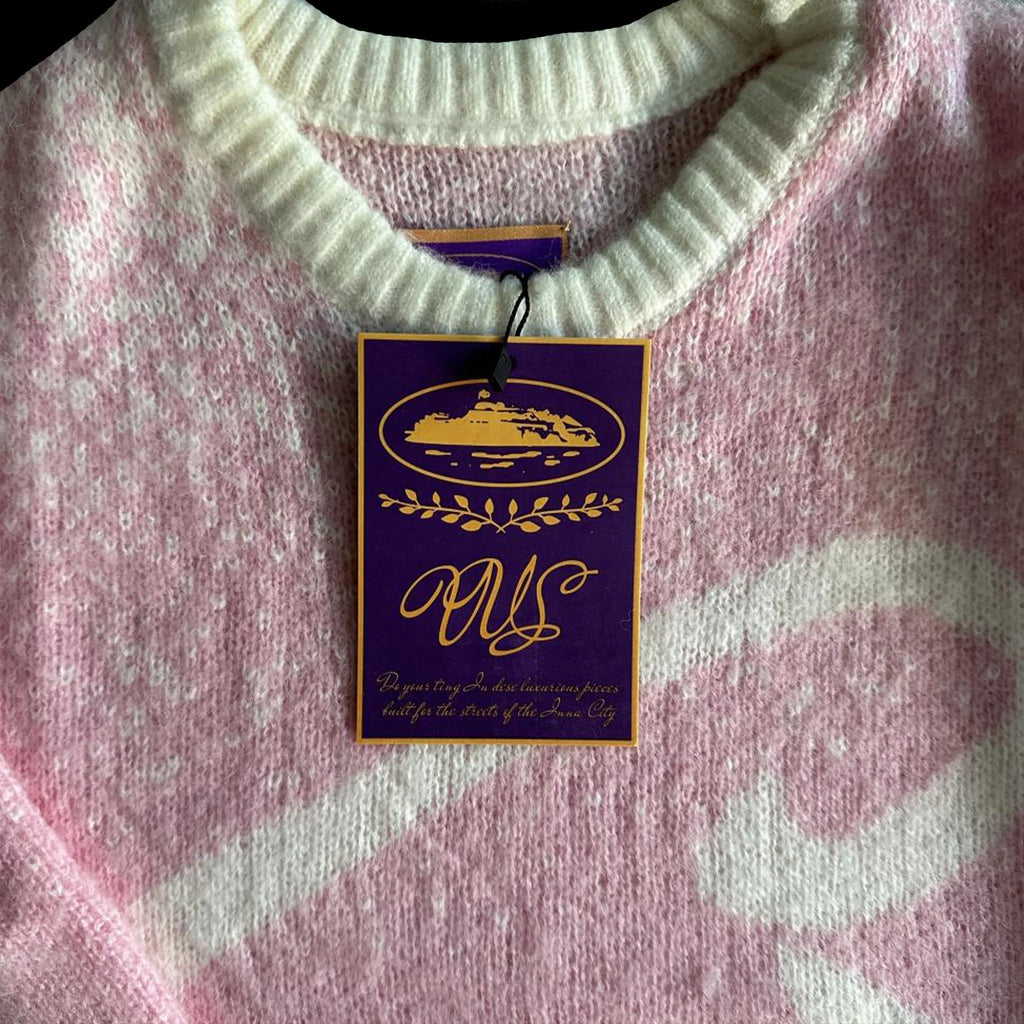 Do your ting In dese luxurious pieces
built for the streets of the Inna City